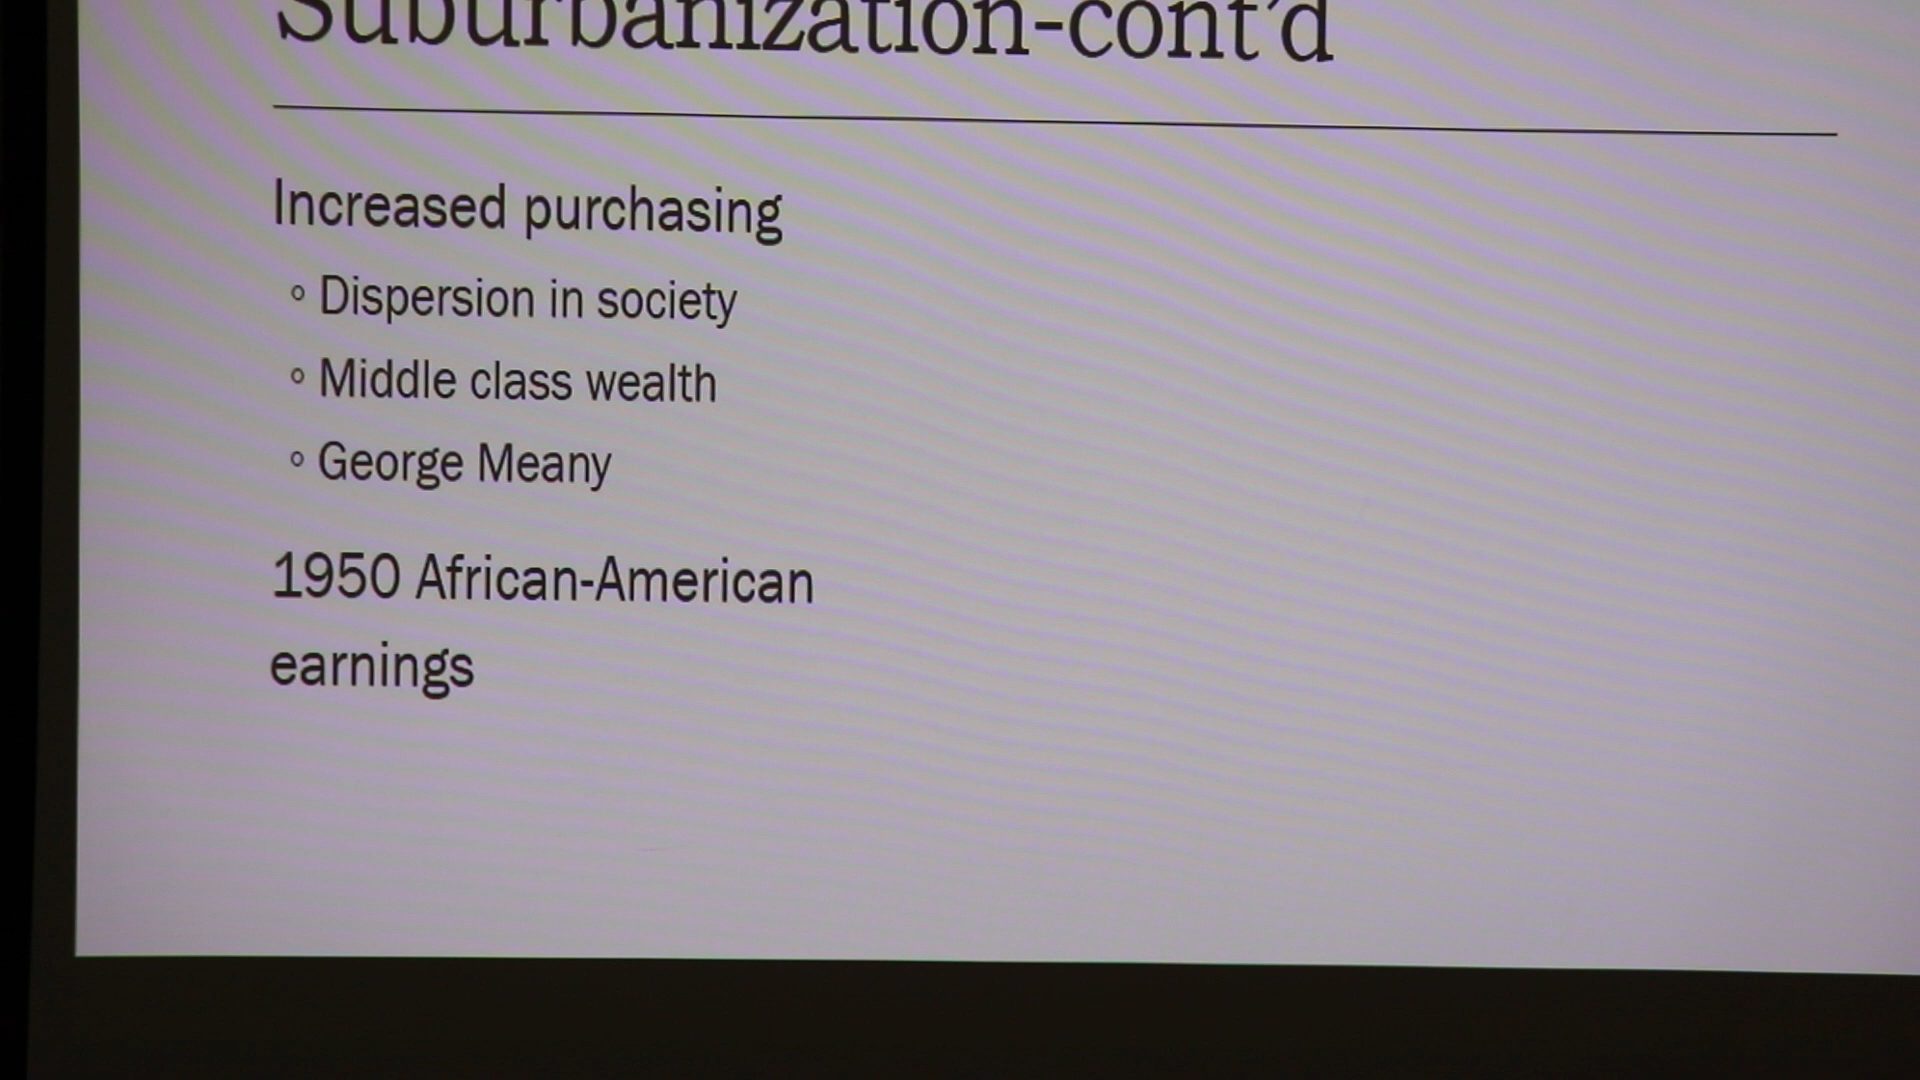 Suburbanization-cont'd
Increased purchasing
◦ Dispersion in society
◦ Middle class wealth
◦ George Meany
1950 African-American
earnings